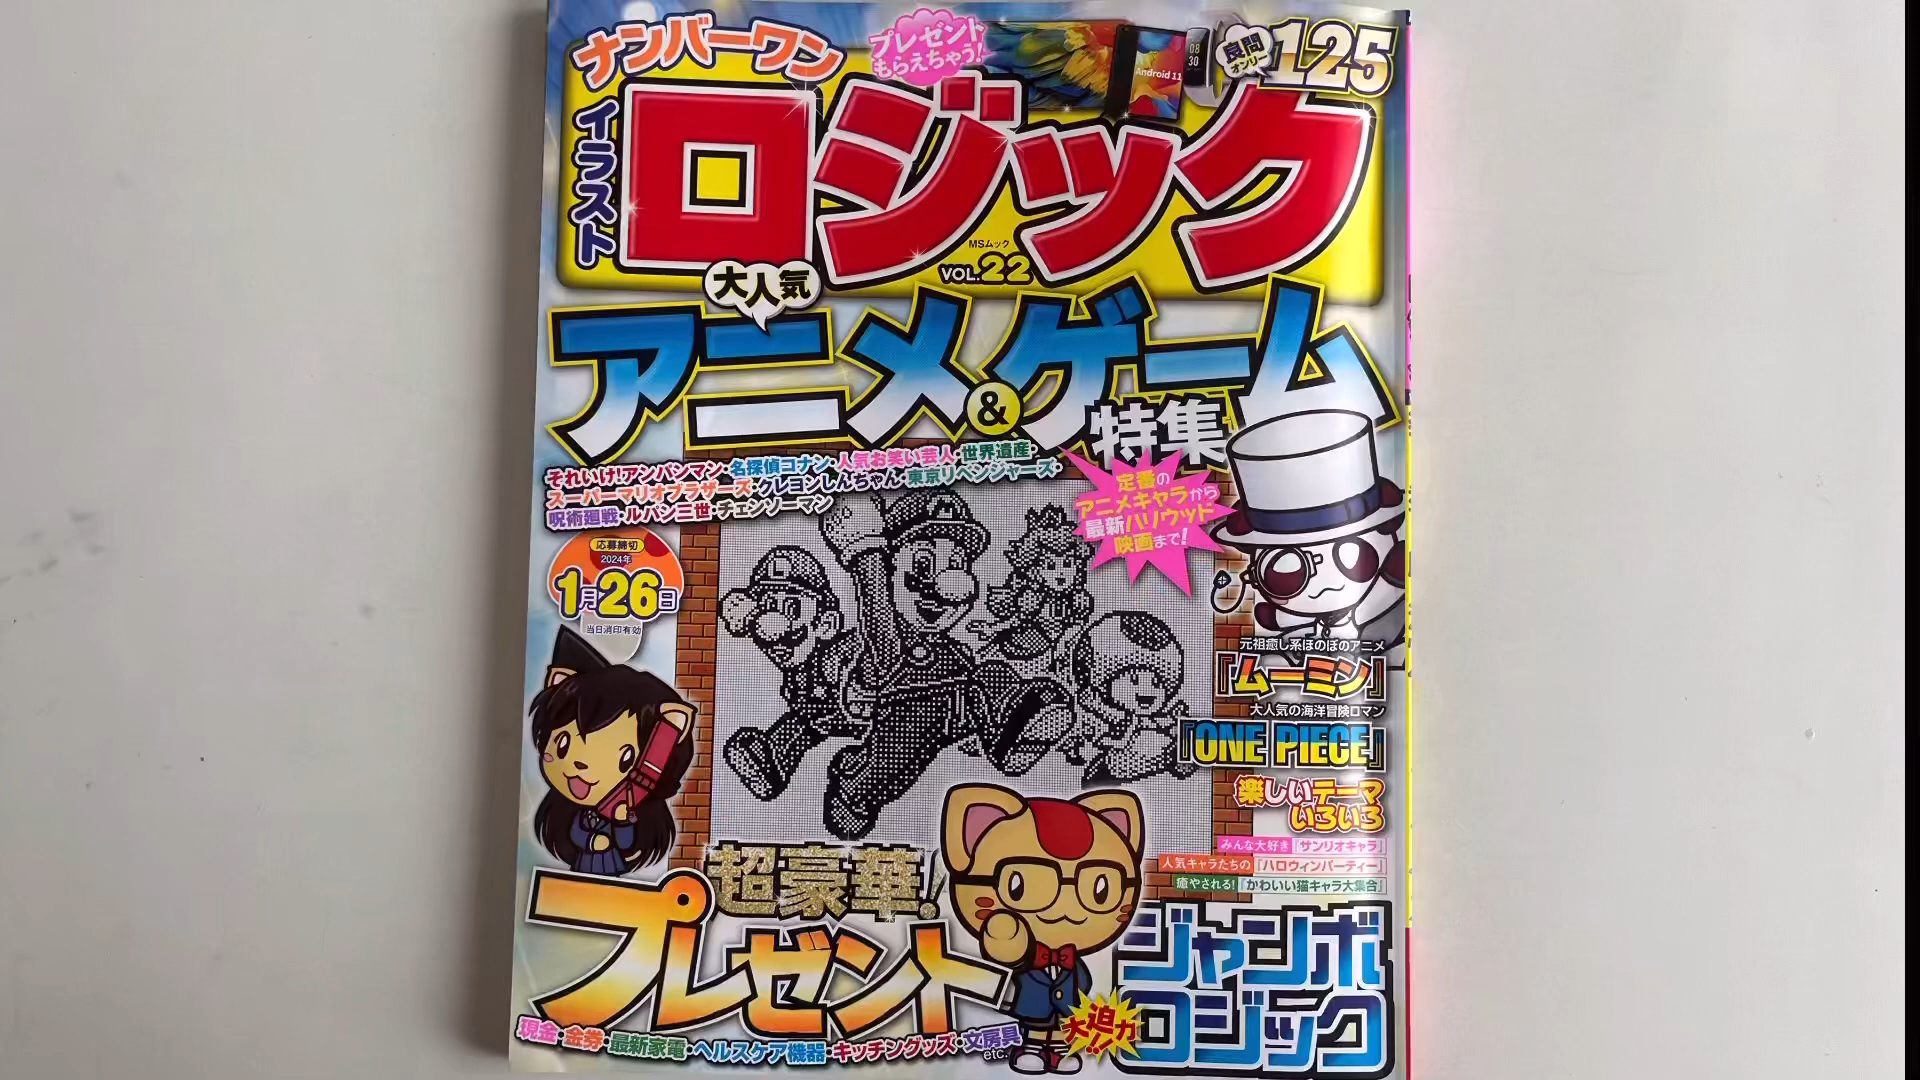 ナンバーワン
プレゼント
もらえちゃう!
Android 11
08
30
良問
オンリー
125
イラスト
ロジック
MSムック
VOL.22
大人気
アニメ&ゲーム
特集
それいけ!アンパンマン・名探偵コナン・人気お笑い芸人・世界遺産・
スーパーマリオブラザーズ・クレヨンしんちゃん・東京リベンジャーズ・
呪術廻戦・ルパン三世・チェンソーマン
定番の
アニメキャラから
最新ハリウッド
映画まで!
応募締切
2024年
1月26日
当日消印有効
元祖癒し系ほのぼのアニメ
『ムーミン』
大人気の海洋冒険ロマン
『ONE PIECE』
楽しいテーマ
いろいろ
みんな大好き『サンリオキャラ』
人気キャラたちの『ハロウィンパーティー』
癒やされる!『かわいい猫キャラ大集合』
超豪華!
プレゼント
現金・金券・最新家電・ヘルスケア機器・キッチングッズ・文房具
etc.
大迫力!!
ジャンボ
ロジック